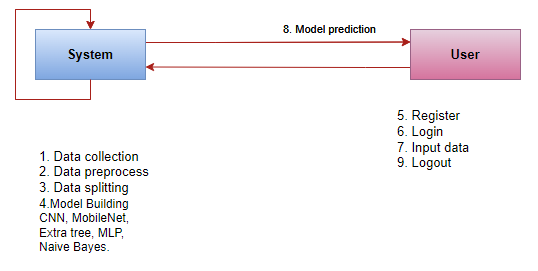 8. Model prediction
System
User
5. Register
6. Login
7. Input data
9. Logout
1. Data collection
2. Data preprocess
3. Data splitting
4.Model Building
CNN, MobileNet,
Extra tree, MLP,
Naive Bayes.